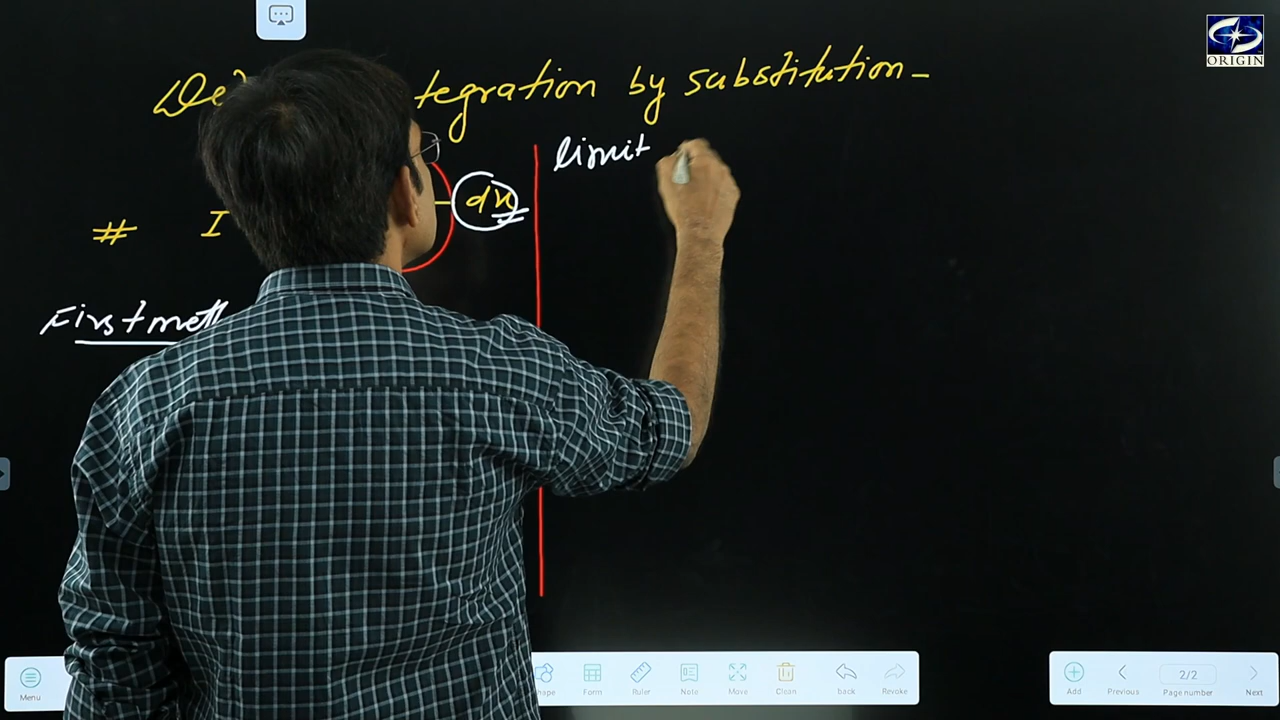 tegration by substitution-
limit
# I dx
First
ORIGIN
Menu
Shape
Form
Ruler
Note
Move
Clean
back
Revoke
Add
Previous
2/2
Page number
Next